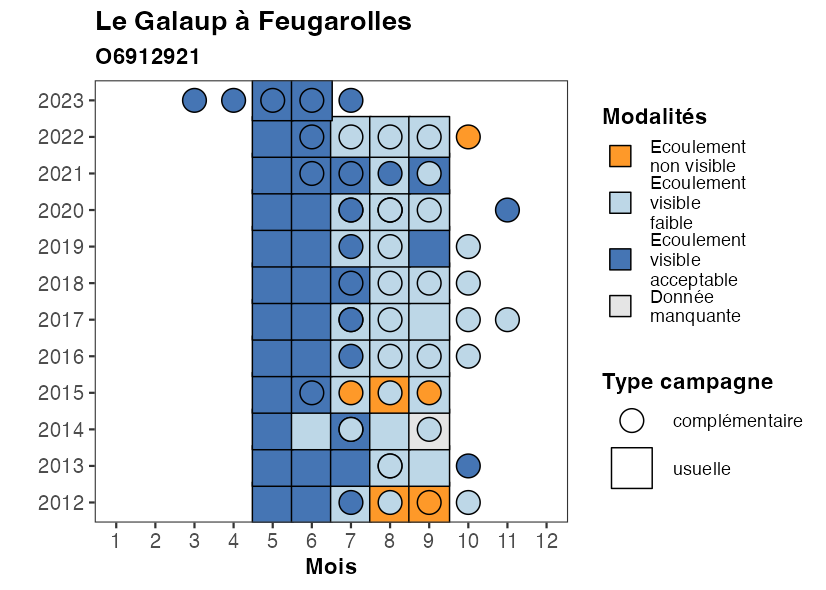 Le Galaup à Feugarolles
O6912921
2023
2022
2021
2020
2019
2018
2017
2016
2015
2014
2013
2012
1 2 3 4 5 6 7 8 9 10 11 12
Mois
Modalités
Ecoulement
non visible
Ecoulement
visible
faible
Ecoulement
visible
acceptable
Donnée
manquante
Type campagne
complémentaire
usuelle